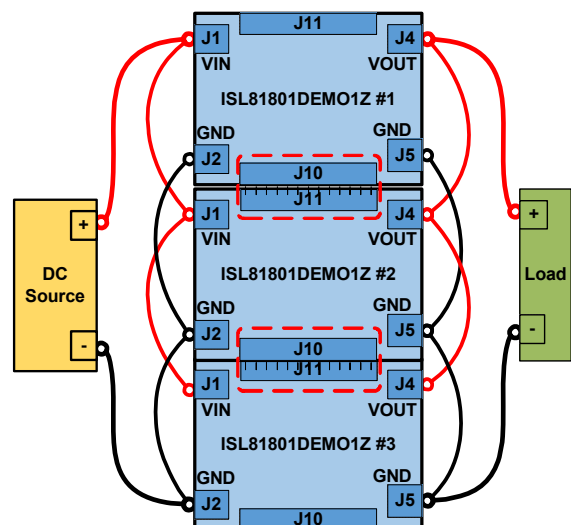 J11
J1
J4
VIN
VOUT
ISL81801DEMO1Z #1
GND
GND
J2
J5
J10
J11
J1
J4
VIN
VOUT
+
+
DC
Source
ISL81801DEMO1Z #2
Load
GND
GND
J2
J5
-
-
J10
J11
J1
J4
VIN
VOUT
ISL81801DEMO1Z #3
GND
GND
J2
J5
J10